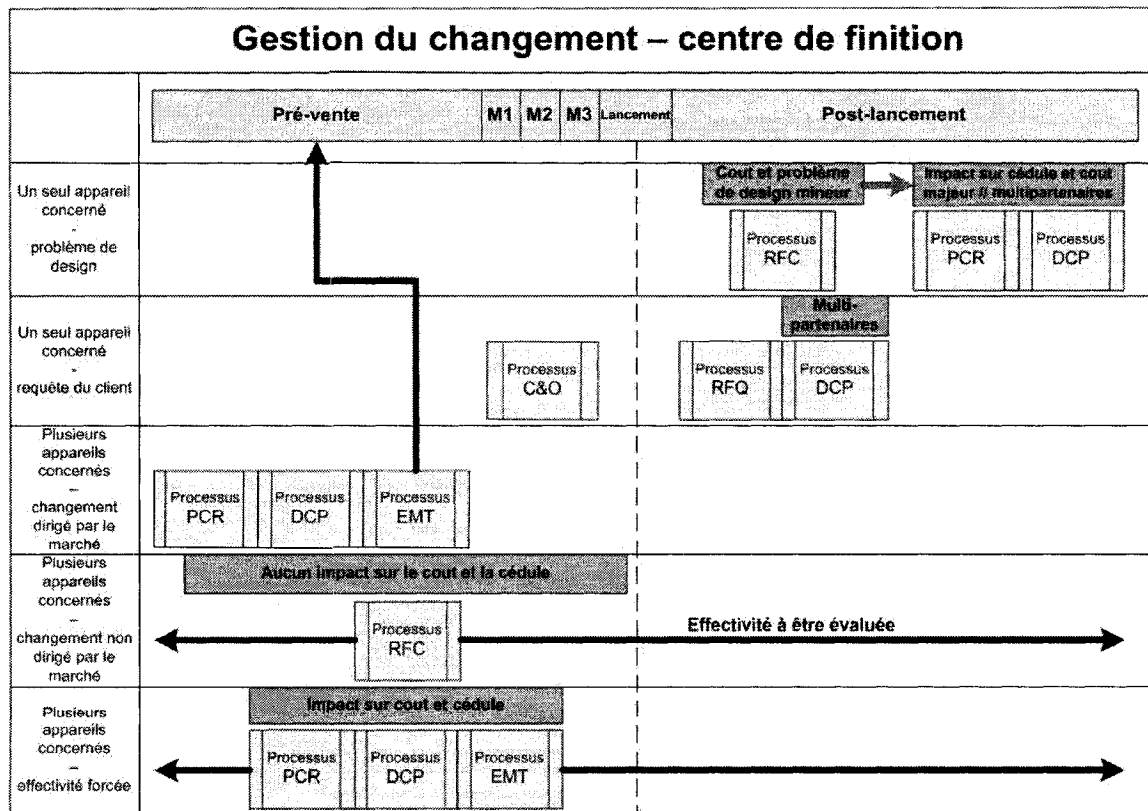 Gestion du changement – centre de finition
Pré-vente
M1
M2
M3
Lancement
Post-lancement
Un seul appareil
concerné
-
problème de
design
Cout et problème
de design mineur
Impact sur cédule et cout
majeur // multipartenaires
Processus
RFC
Processus
PCR
Processus
DCP
Un seul appareil
concerné
-
requête du client
Multi-
partenaires
Processus
C&O
Processus
RFQ
Processus
DCP
Plusieurs
appareils
concernés
–
changement
dirigé par le
marché
Processus
PCR
Processus
DCP
Processus
EMT
Plusieurs
appareils
concernés
–
changement non
dirigé par le
marché
Aucun impact sur le cout et la cédule
Processus
RFC
Effectivité à être évaluée
Plusieurs
appareils
concernés
–
effectivité forcée
Impact sur cout et cédule
Processus
PCR
Processus
DCP
Processus
EMT